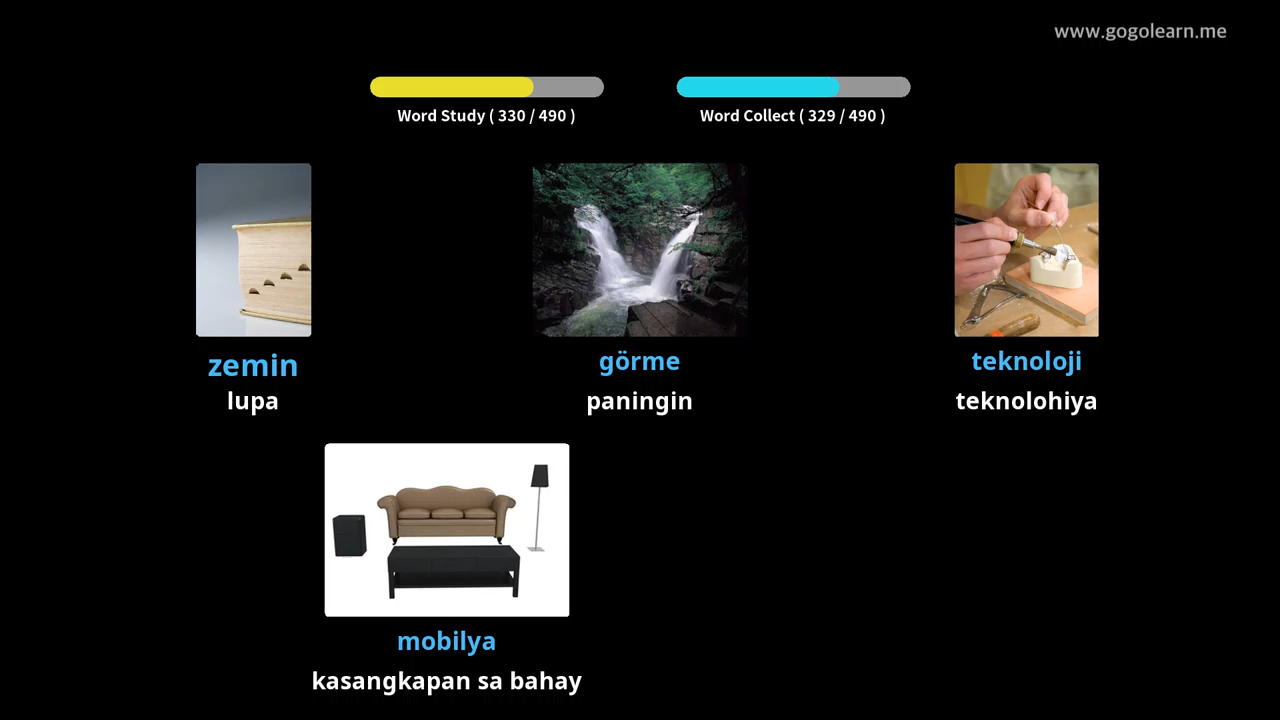 www.gogolearn.me
Word Study ( 330 / 490 )
Word Collect ( 329 / 490 )
zemin
lupa
görme
paningin
teknoloji
teknolohiya
mobilya
kasangkapan sa bahay